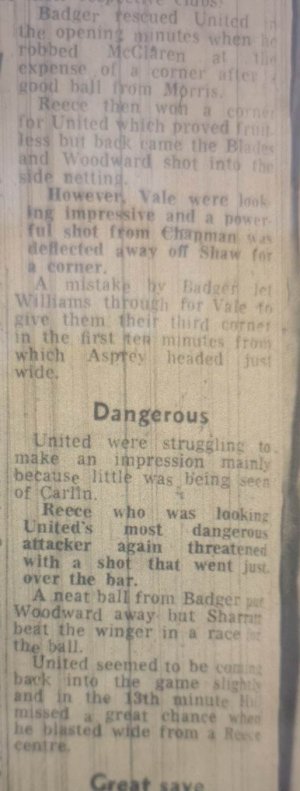 respective clubs.
Badger rescued United in
the opening minutes when he
robbed McClaren at the
expense of a corner after a
good ball from Morris.
Reece then won a corner
for United which proved fruit-
less but back came the Blades
and Woodward shot into the
side netting.
However, Vale were look-
ing impressive and a power-
ful shot from Chapman was
deflected away off Shaw for
a corner.
A mistake by Badger let
Williams through for Vale to
give them their third corner
in the first ten minutes from
which Asprey headed just
wide.
Dangerous
United were struggling to
make an impression mainly
because little was being seen
of Carlin.
Reece who was looking
United's most dangerous
attacker again threatened
with a shot that went just
over the bar.
A neat ball from Badger put
Woodward away but Sharratt
beat the winger in a race for
the ball.
United seemed to be coming
back into the game slightly
and in the 13th minute Hill
missed a great chance when
he blasted wide from a Reece
centre.
Great save